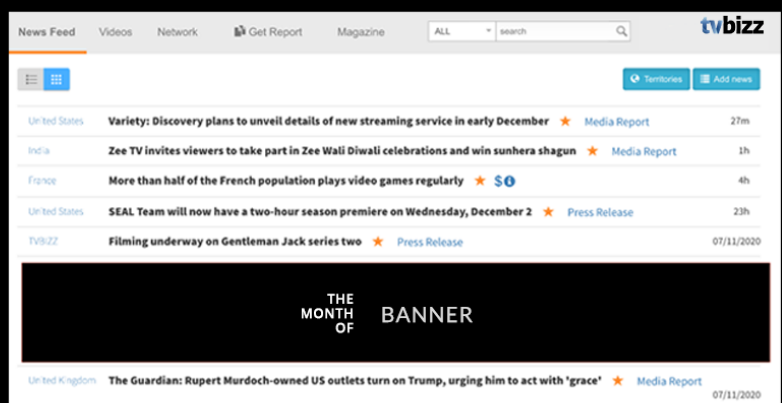 News Feed Videos Network Get Report Magazine ALL search tvbizz
Territories Add news
United States Variety: Discovery plans to unveil details of new streaming service in early December Media Report 27m
India Zee TV invites viewers to take part in Zee Wali Diwali celebrations and win sunhera shagun Media Report 1h
France More than half of the French population plays video games regularly $ 4h
United States SEAL Team will now have a two-hour season premiere on Wednesday, December 2 Press Release 23h
TVBIZZ Filming underway on Gentleman Jack series two Press Release 07/11/2020
THE
MONTH
OF
BANNER
United Kingdom The Guardian: Rupert Murdoch-owned US outlets turn on Trump, urging him to act with 'grace' Media Report
07/11/2020